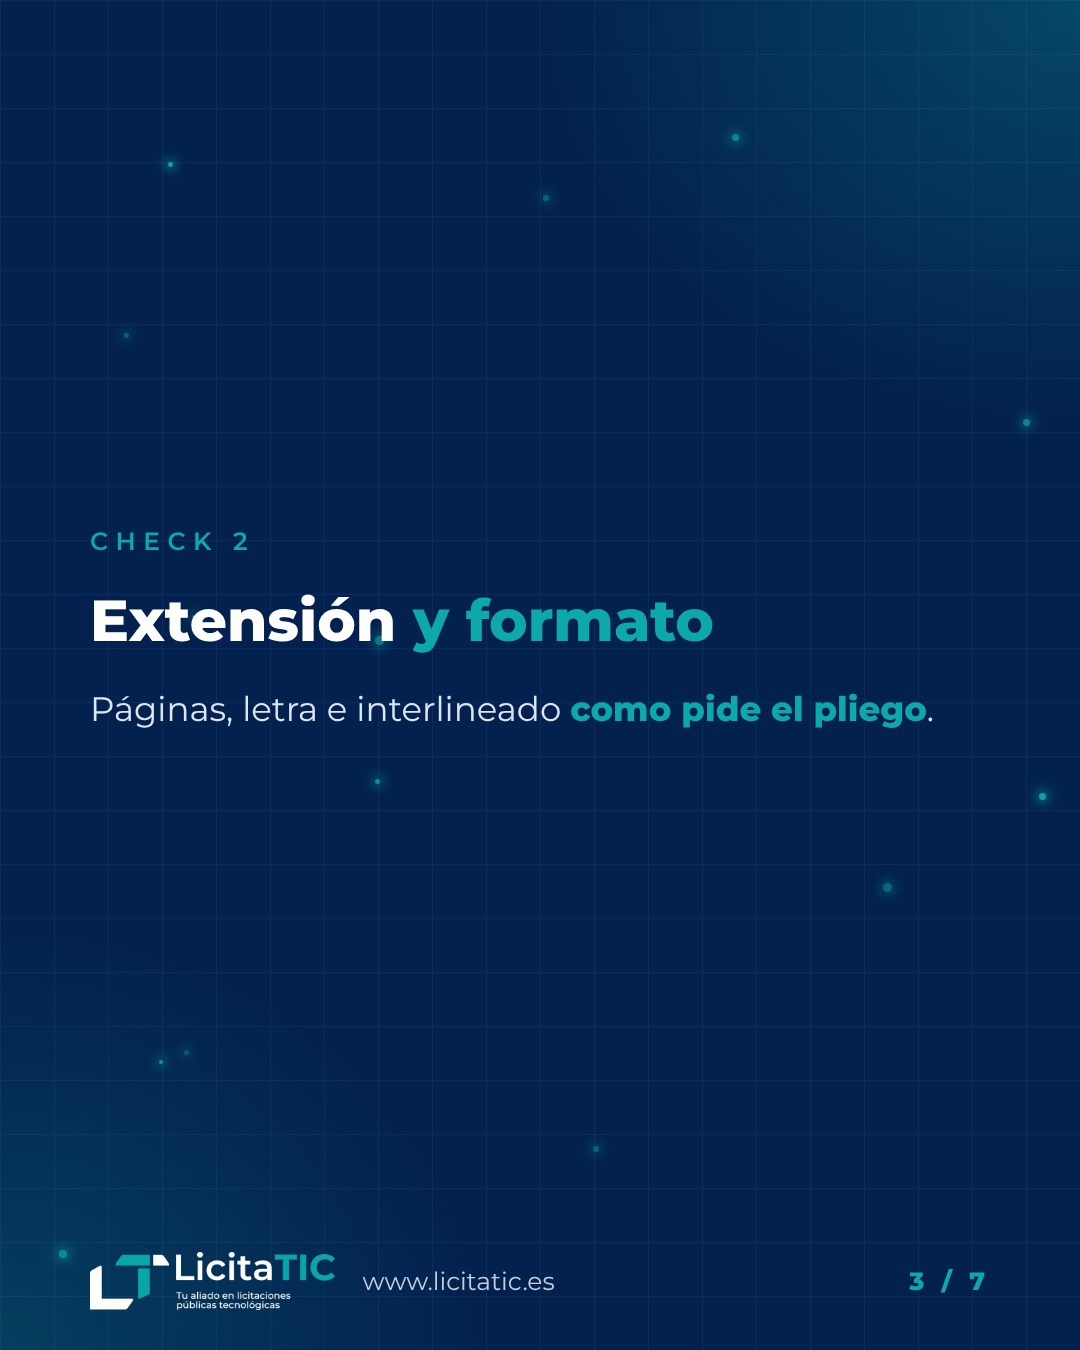 CHECK 2
Extensión y formato
Páginas, letra e interlineado como pide el pliego.
LicitaTIC
Tu aliado en licitaciones
públicas tecnológicas
www.licitatic.es
3 / 7